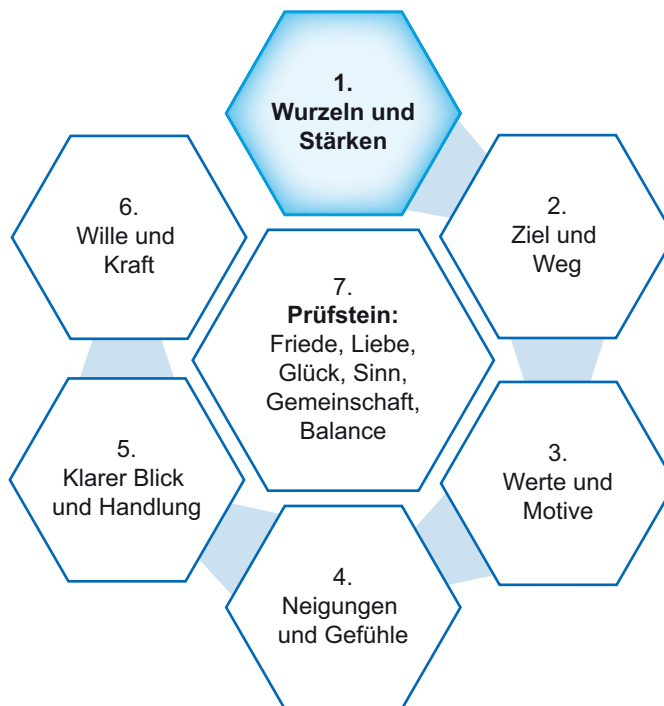 1.
Wurzeln und
Stärken
2.
Ziel und
Weg
3.
Werte und
Motive
4.
Neigungen
und Gefühle
5.
Klarer Blick
und Handlung
6.
Wille und
Kraft
7.
Prüfstein:
Friede, Liebe,
Glück, Sinn,
Gemeinschaft,
Balance